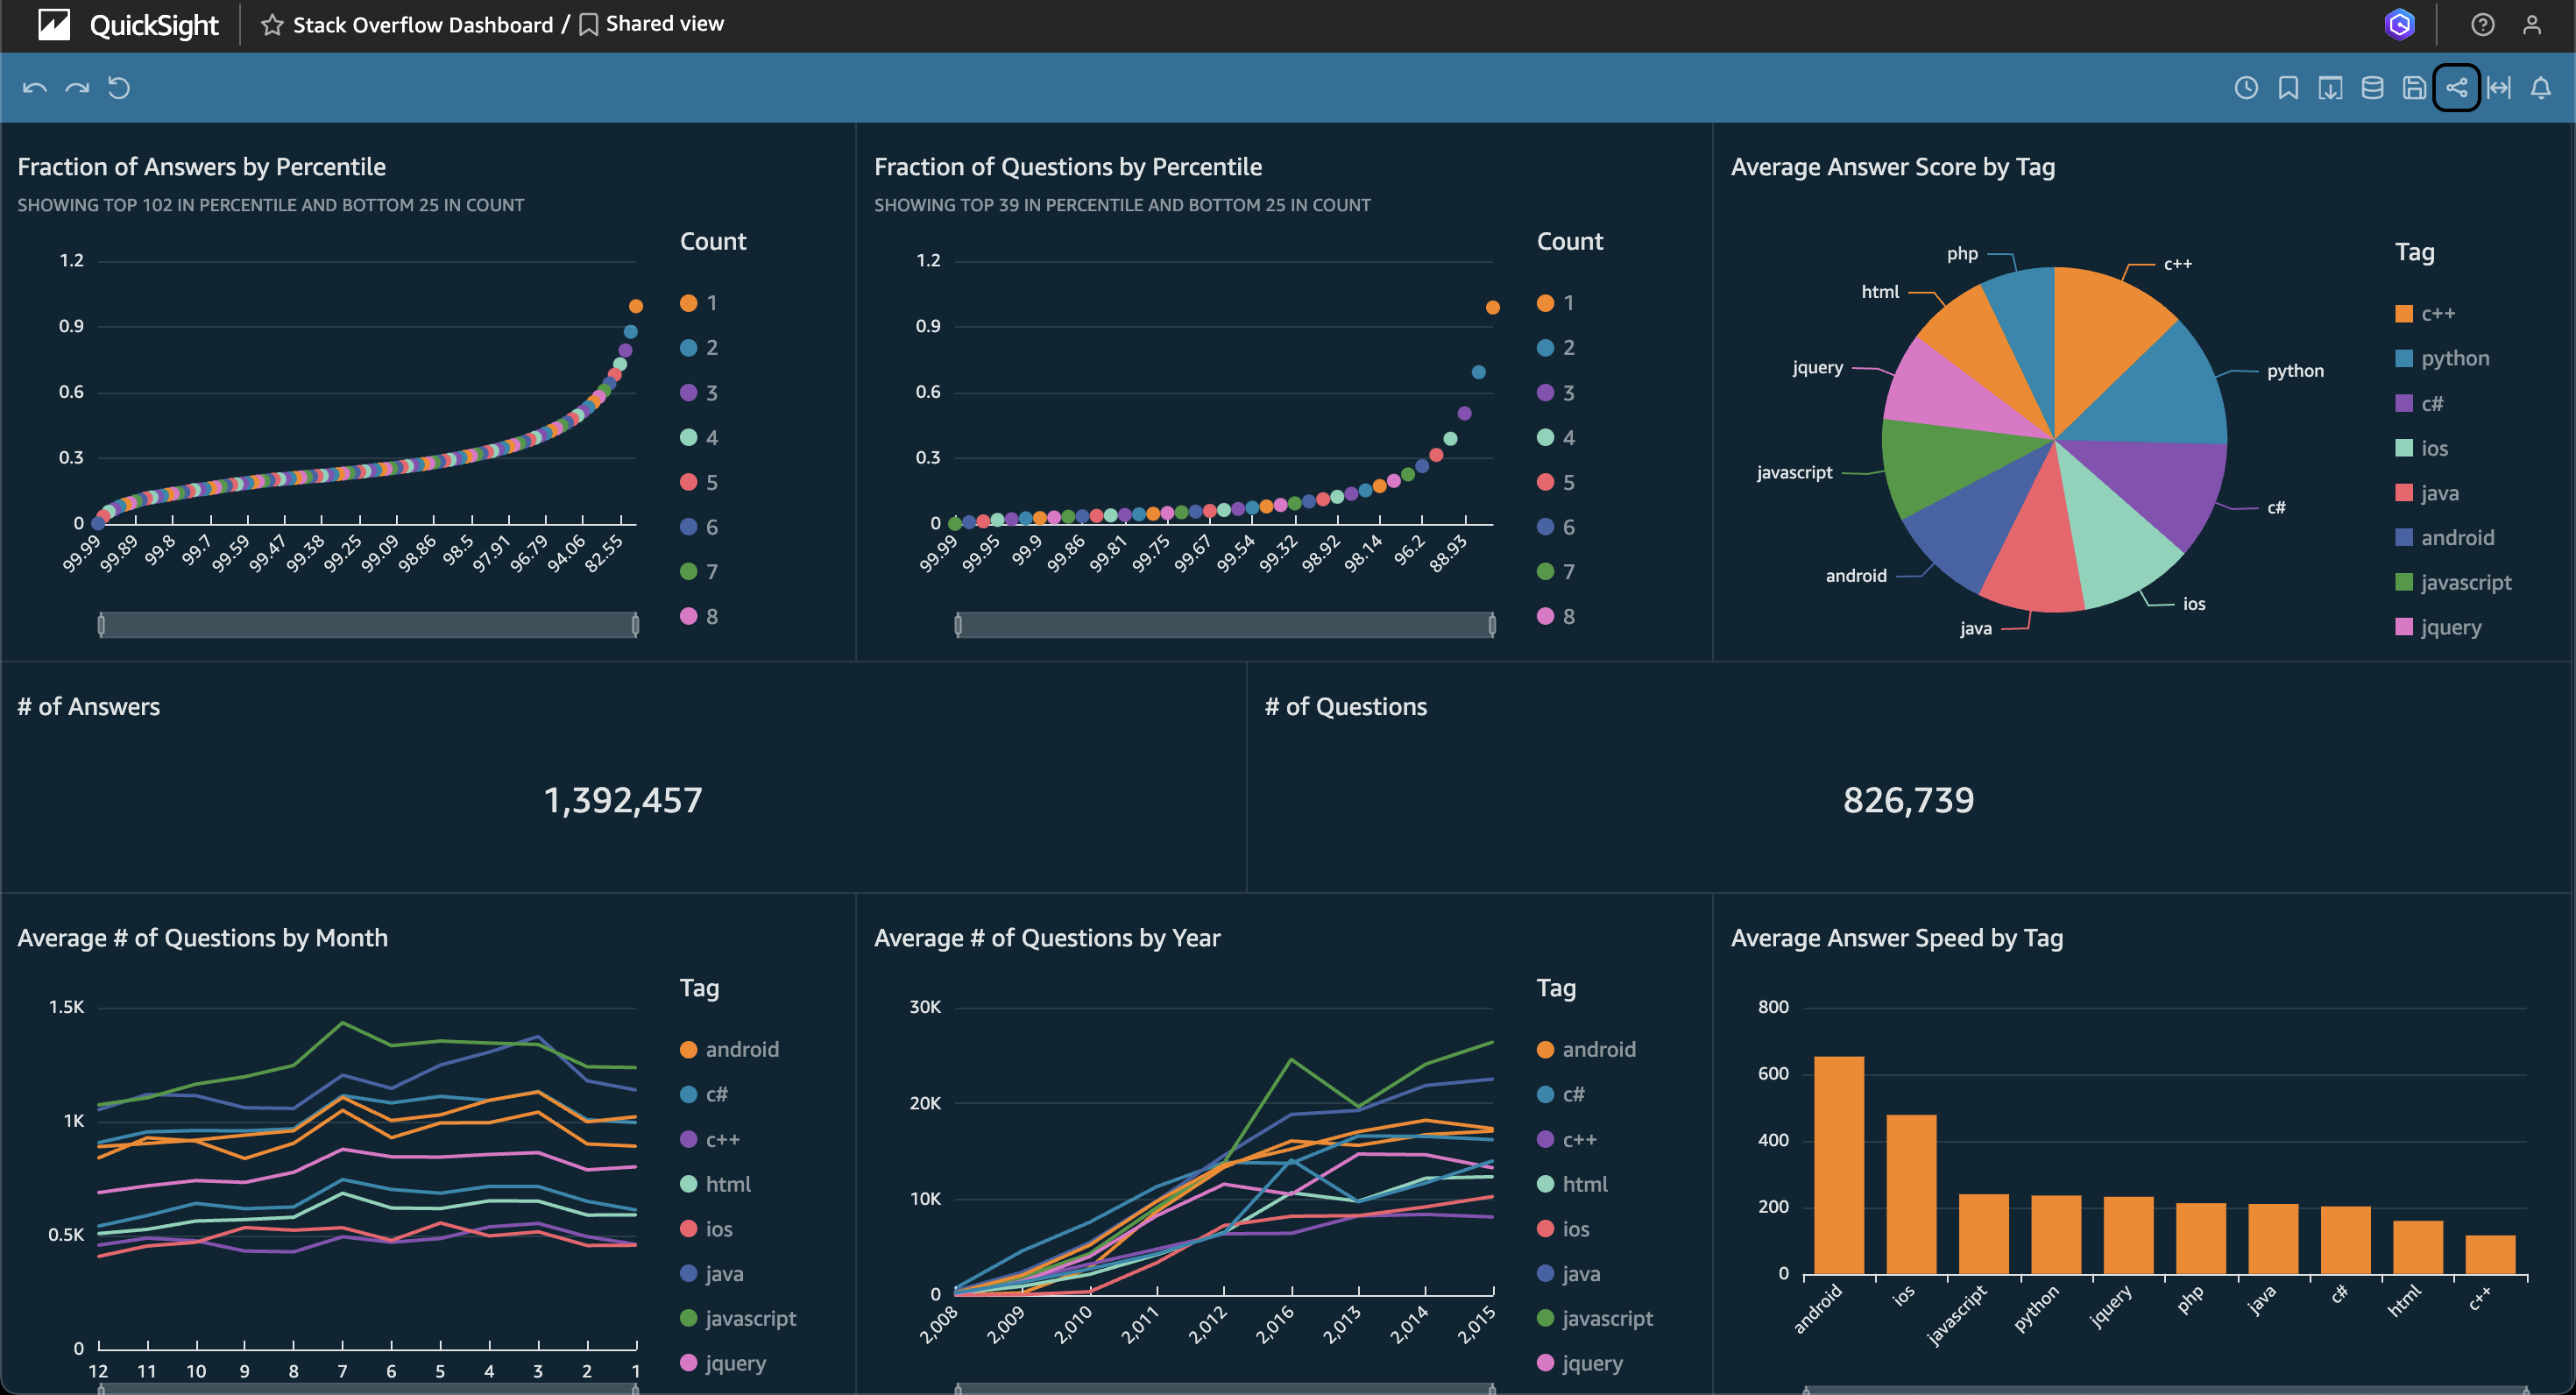 QuickSight
Stack Overflow Dashboard / Shared view
Fraction of Answers by Percentile
SHOWING TOP 102 IN PERCENTILE AND BOTTOM 25 IN COUNT
Count
1.2
0.9
0.6
0.3
0
99.99
99.89
99.8
99.7
99.59
99.47
99.38
99.25
99.09
98.86
98.5
97.91
96.79
94.06
82.55
1
2
3
4
5
6
7
8
Fraction of Questions by Percentile
SHOWING TOP 39 IN PERCENTILE AND BOTTOM 25 IN COUNT
Count
1.2
0.9
0.6
0.3
0
99.99
99.95
99.9
99.86
99.81
99.75
99.67
99.54
99.32
98.92
98.14
96.2
88.93
1
2
3
4
5
6
7
8
Average Answer Score by Tag
php
c++
html
python
jquery
javascript
c#
android
ios
java
Tag
c++
python
c#
ios
java
android
javascript
jquery
# of Answers
1,392,457
# of Questions
826,739
Average # of Questions by Month
1.5K
1K
0.5K
0
12
11
10
9
8
7
6
5
4
3
2
1
Tag
android
c#
c++
html
ios
java
javascript
jquery
Average # of Questions by Year
30K
20K
10K
0
2,008
2,009
2,010
2,011
2,012
2,016
2,013
2,014
2,015
Tag
android
c#
c++
html
ios
java
javascript
jquery
Average Answer Speed by Tag
800
600
400
200
0
android
ios
javascript
python
jquery
php
java
c#
html
c++